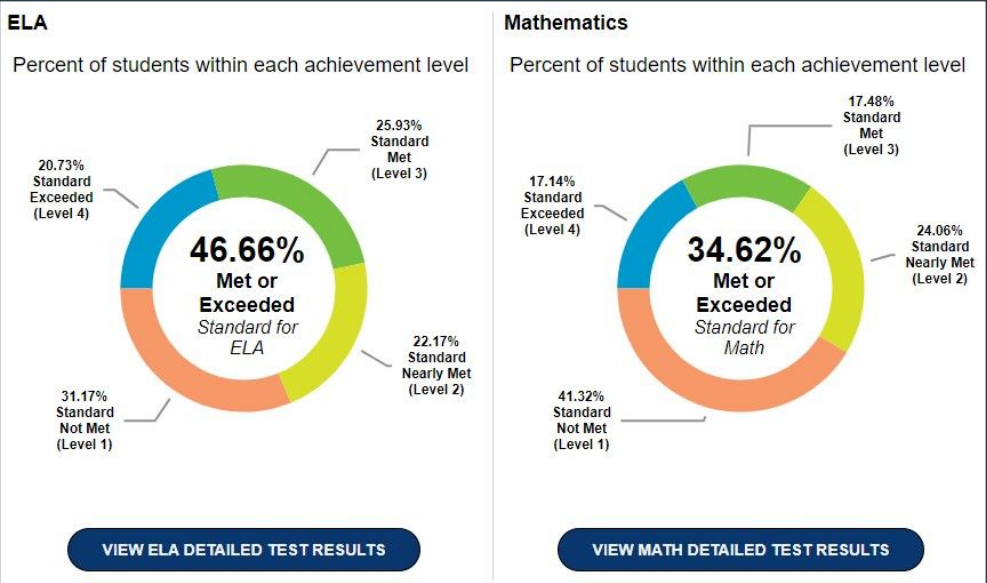 ELA
Percent of students within each achievement level
25.93%
Standard
Met
(Level 3)
20.73%
Standard
Exceeded
(Level 4)
46.66%
Met or
Exceeded
Standard for
ELA
22.17%
Standard
Nearly Met
(Level 2)
31.17%
Standard
Not Met
(Level 1)
VIEW ELA DETAILED TEST RESULTS
Mathematics
Percent of students within each achievement level
17.48%
Standard
Met
(Level 3)
17.14%
Standard
Exceeded
(Level 4)
34.62%
Met or
Exceeded
Standard for
Math
24.06%
Standard
Nearly Met
(Level 2)
41.32%
Standard
Not Met
(Level 1)
VIEW MATH DETAILED TEST RESULTS